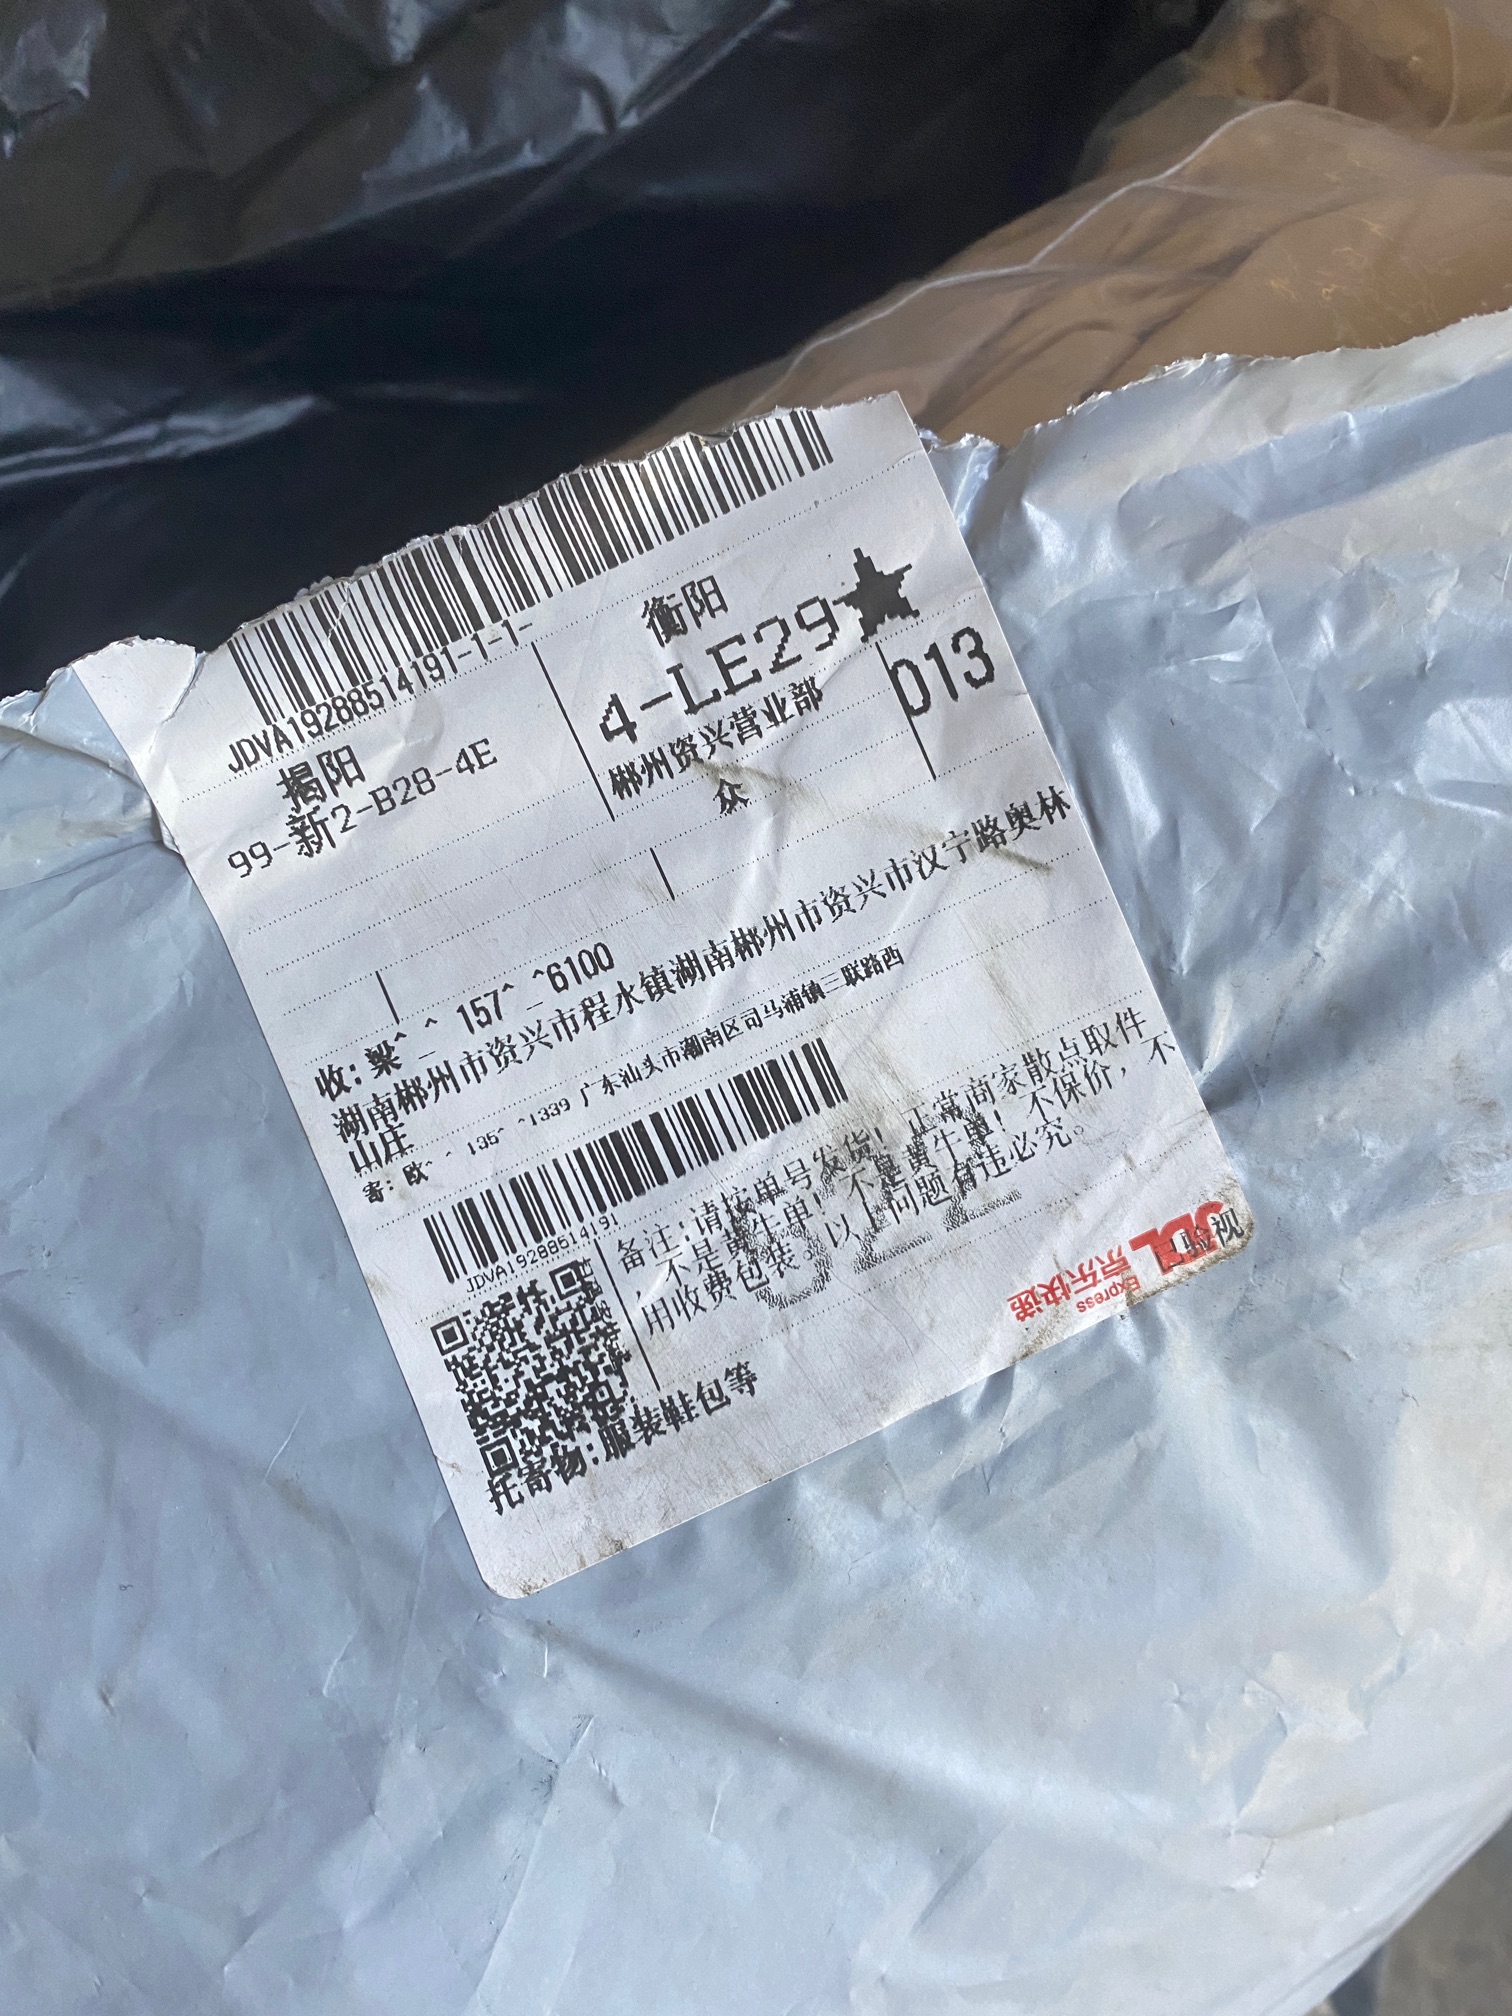 JDVA19288514191-1-1-
揭阳
99-新2-B28-4E
衡阳
4-LE29★
郴州资兴营业部
众
013
收:梁^_^ 157^_^6100
湖南郴州市资兴市程水镇湖南郴州市资兴市汉宁路奥林
山庄
寄:欧^_^ 135^_^1339 广东汕头市潮南区司马浦镇三联路西
JDVA19288514191
备注:请按单号发货!正常商家散点取件
,不是黄牛单!不是黄牛单!不保价,不
用收费包装。以上问题有违必究。
已验视
JDL
京东快递
Express
托寄物:服装鞋包等